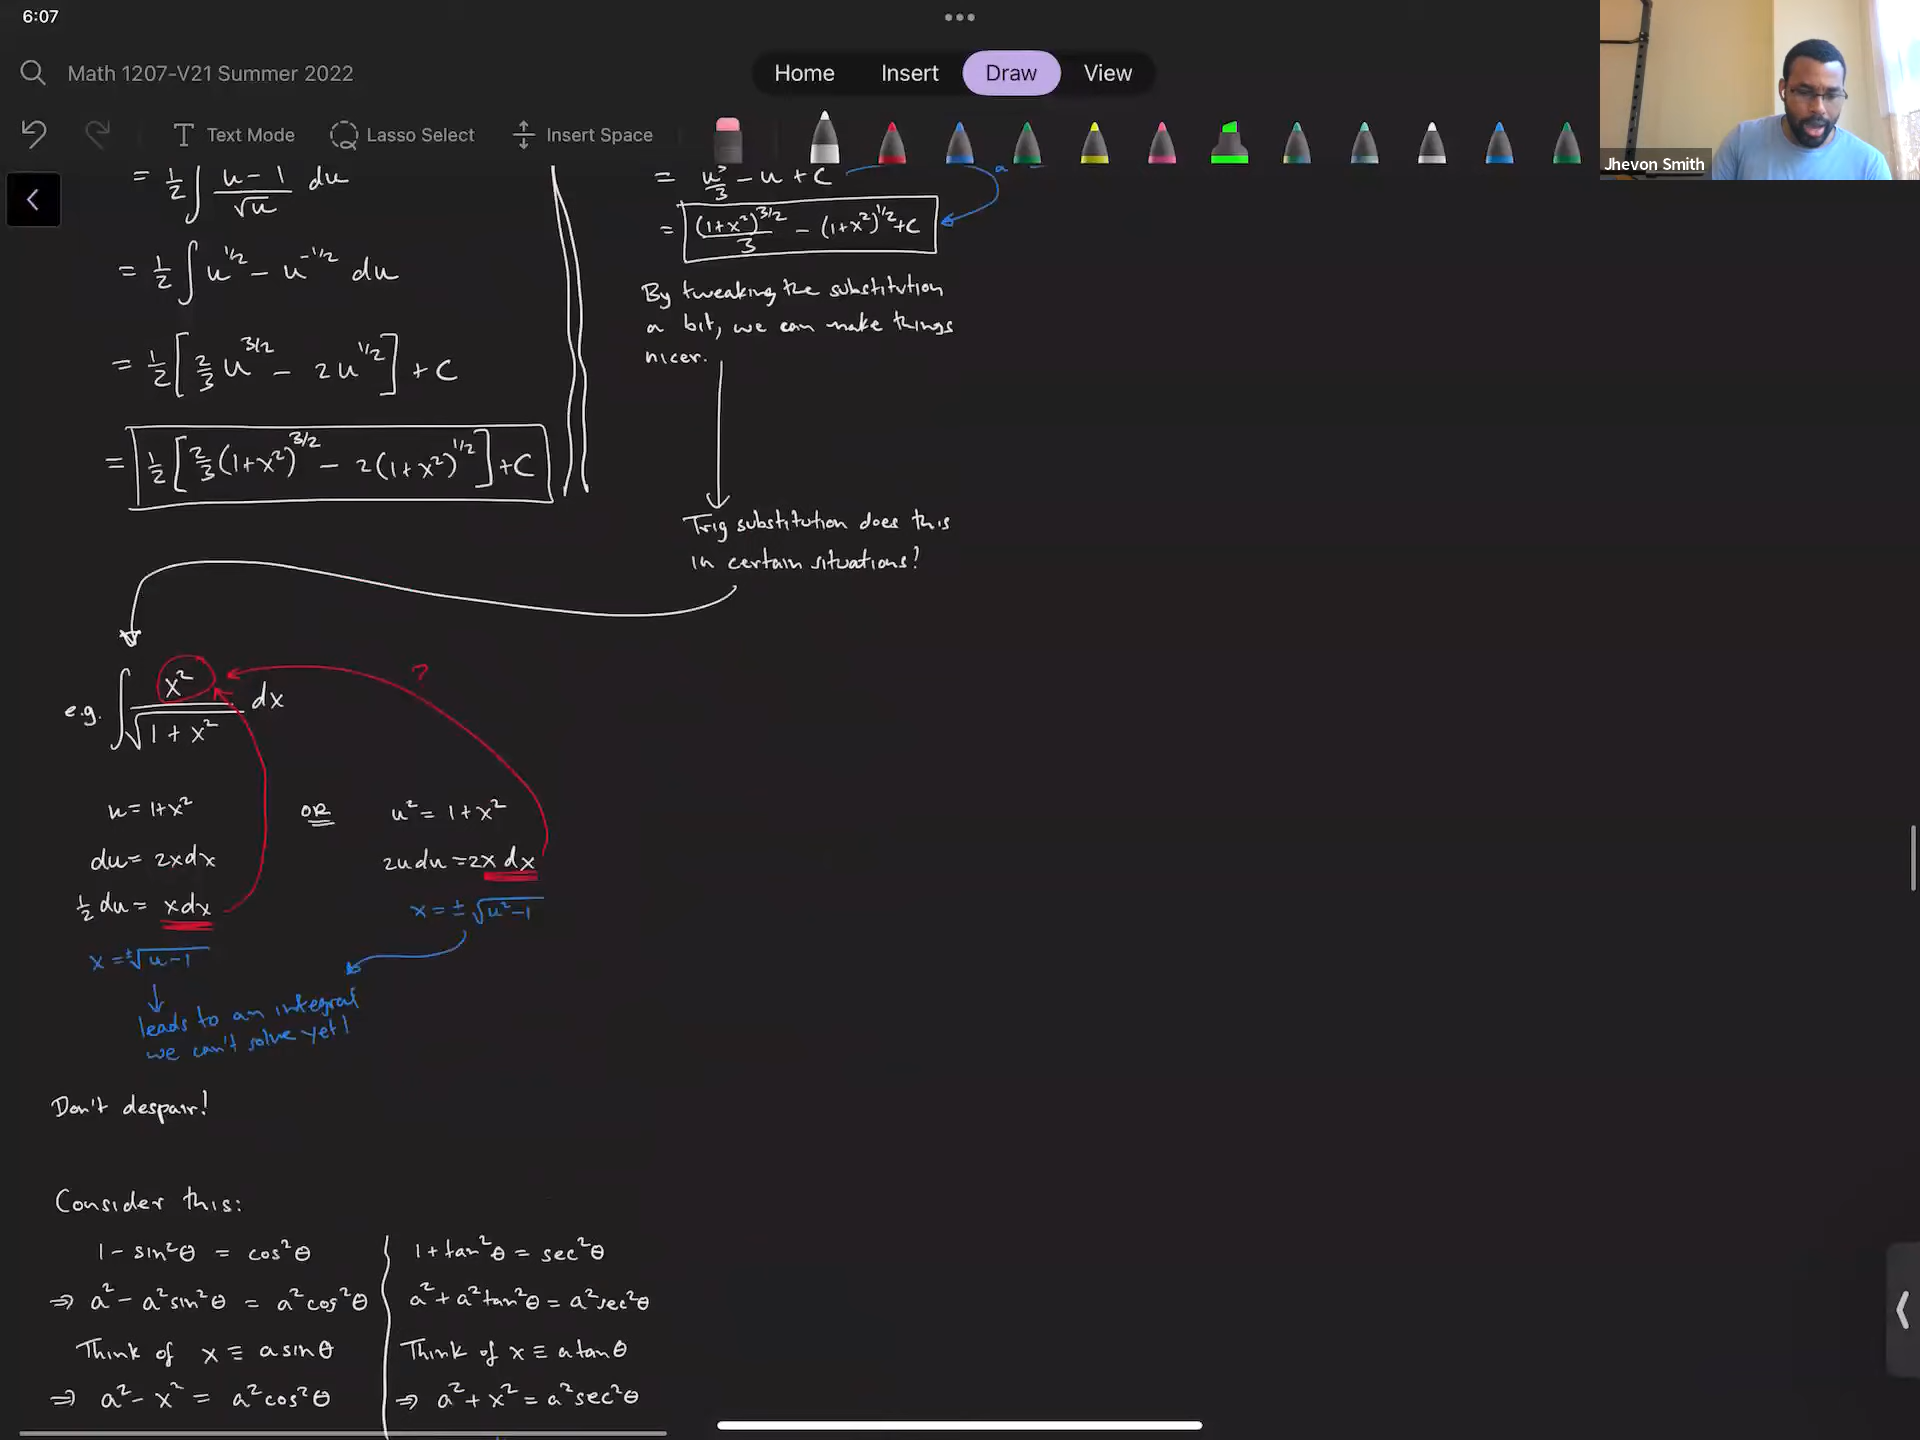 6:07
Math 1207-V21 Summer 2022
Home Insert Draw View
Text Mode Lasso Select Insert Space
Jhevon Smith
= 1/2 ∫ (u-1)/√u du
= 1/2 ∫ u^(1/2) - u^(-1/2) du
= 1/2 [2/3 u^(3/2) - 2u^(1/2)] + C
= 1/2 [2/3 (1+x²)^(3/2) - 2(1+x²)^(1/2)] + C
= u³/3 - u + C
= (1+x²)^(3/2)/3 - (1+x²)^(1/2) + C
By tweaking the substitution
a bit, we can make things
nicer.
Trig substitution does this
in certain situations!
e.g. ∫ x²/√(1+x²) dx
?
u = 1+x²
du = 2xdx
1/2 du = xdx
x = ±√(u-1)
OR
u² = 1+x²
2udu = 2x dx
x = ±√(u²-1)
leads to an integral
we can't solve yet!
Don't despair!
Consider this:
1 - sin²θ = cos²θ
⇒ a² - a²sin²θ = a²cos²θ
Think of x ≡ asinθ
⇒ a² - x² = a²cos²θ
1 + tan²θ = sec²θ
a² + a²tan²θ = a²sec²θ
Think of x ≡ atanθ
⇒ a² + x² = a²sec²θ